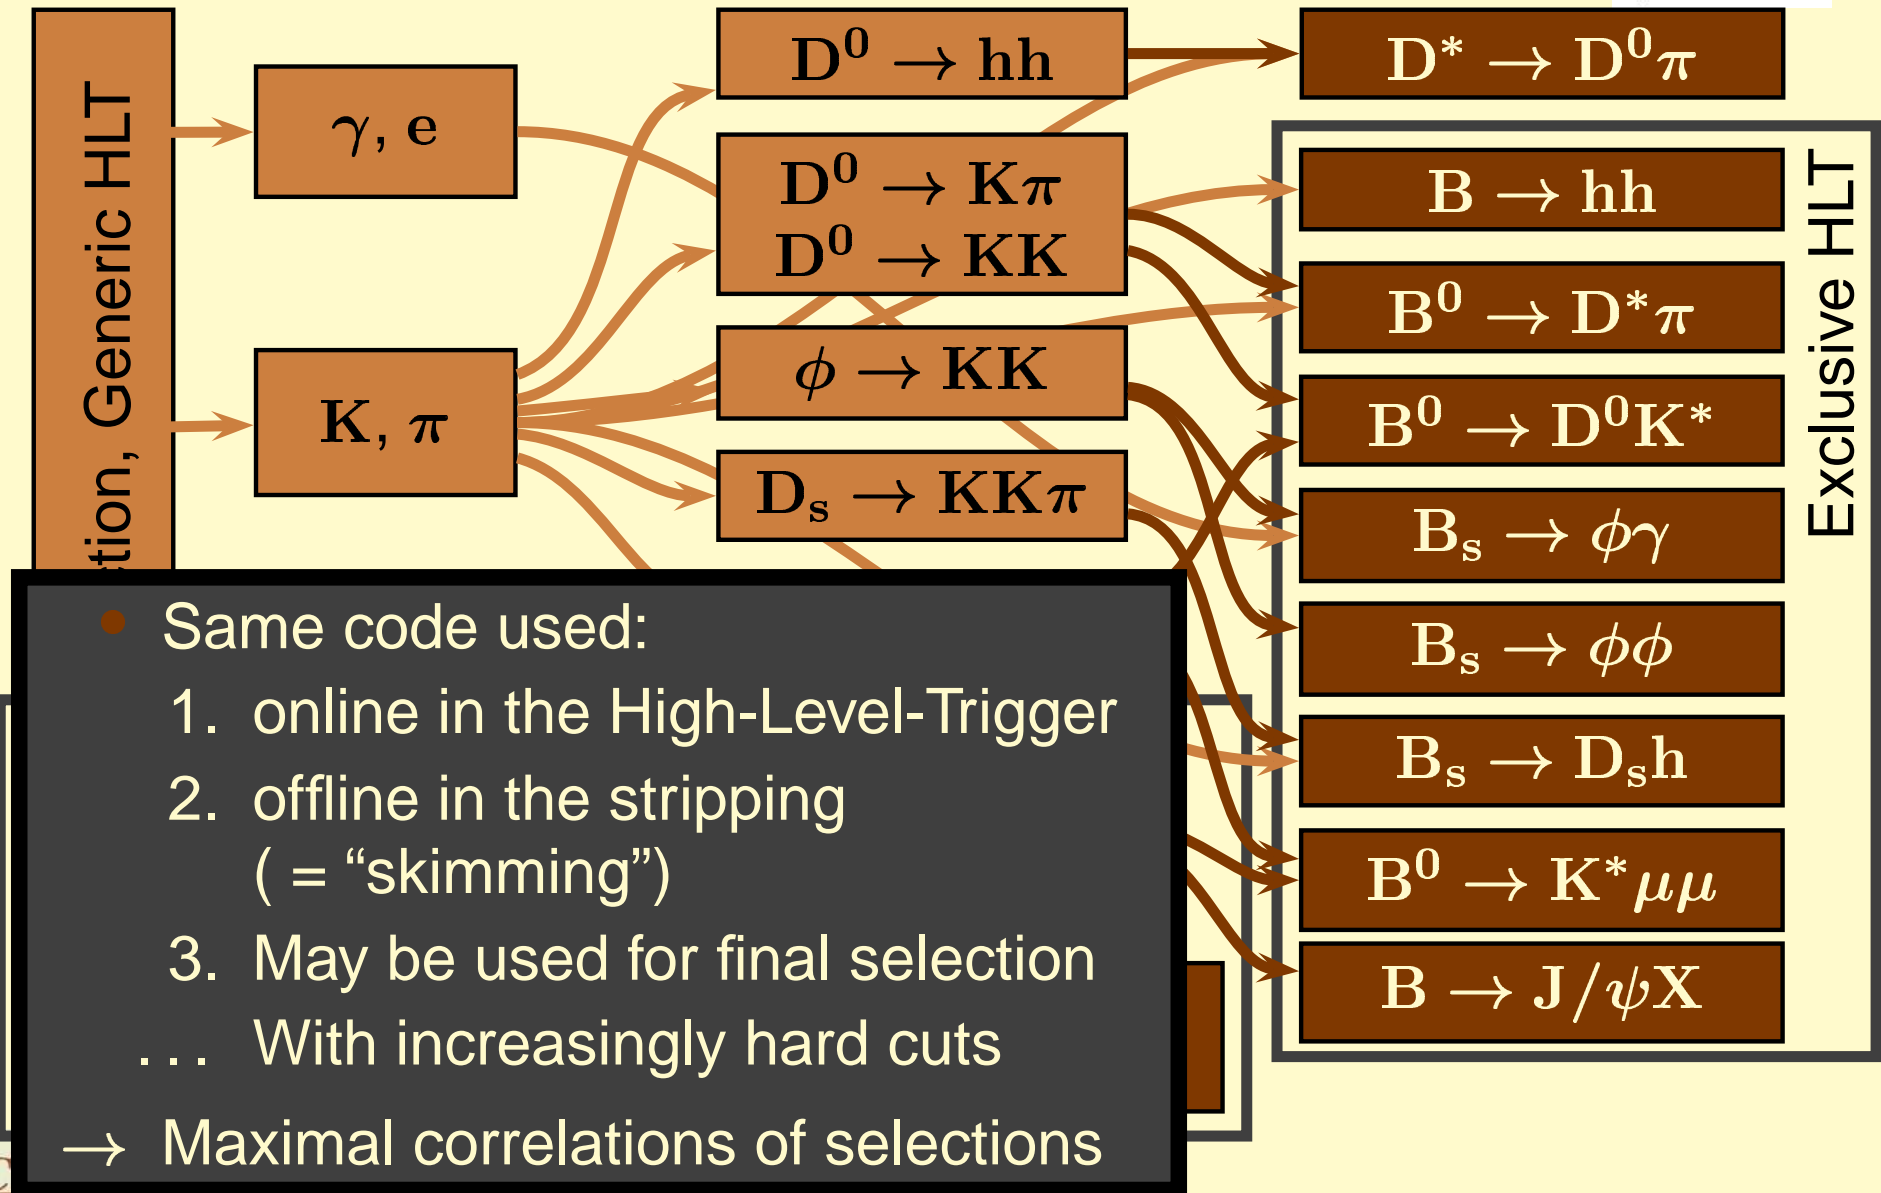 Generic HLT
γ, e
K, π
D⁰ → hh
D⁰ → Kπ
D⁰ → KK
ϕ → KK
Dₛ → KKπ
D* → D⁰π
Exclusive HLT
B → hh
B⁰ → D*π
B⁰ → D⁰K*
Bₛ → ϕγ
Bₛ → ϕϕ
Bₛ → Dₛh
B⁰ → K*μμ
B → J/ψX
• Same code used:
1. online in the High-Level-Trigger
2. offline in the stripping
( = “skimming”)
3. May be used for final selection
... With increasingly hard cuts
→ Maximal correlations of selections